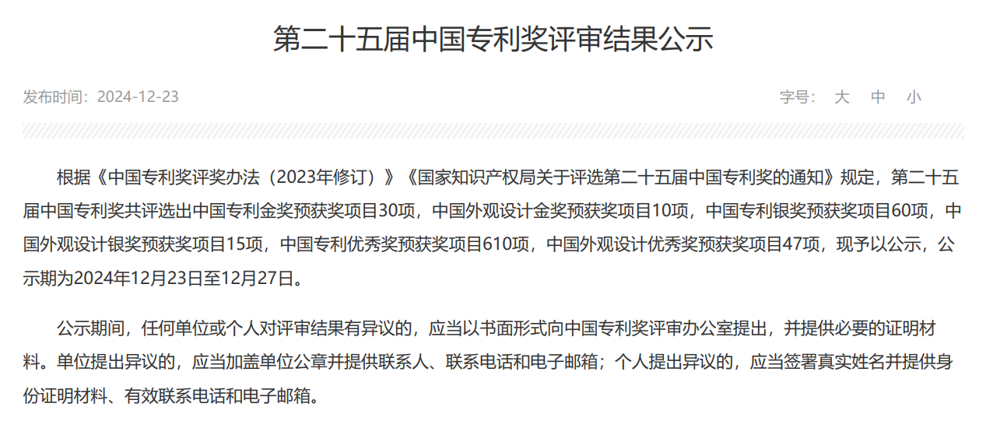 第二十五届中国专利奖评审结果公示
发布时间：2024-12-23
字号： 大 中 小
根据《中国专利奖评奖办法（2023年修订）》《国家知识产权局关于评选第二十五届中国专利奖的通知》规定，第二十五
届中国专利奖共评选出中国专利金奖预获奖项目30项，中国外观设计金奖预获奖项目10项，中国专利银奖预获奖项目60项，中
国外观设计银奖预获奖项目15项，中国专利优秀奖预获奖项目610项，中国外观设计优秀奖预获奖项目47项，现予以公示，公
示期为2024年12月23日至12月27日。
公示期间，任何单位或个人对评审结果有异议的，应当以书面形式向中国专利奖评审办公室提出，并提供必要的证明材
料。单位提出异议的，应当加盖单位公章并提供联系人、联系电话和电子邮箱；个人提出异议的，应当签署真实姓名并提供身
份证明材料、有效联系电话和电子邮箱。